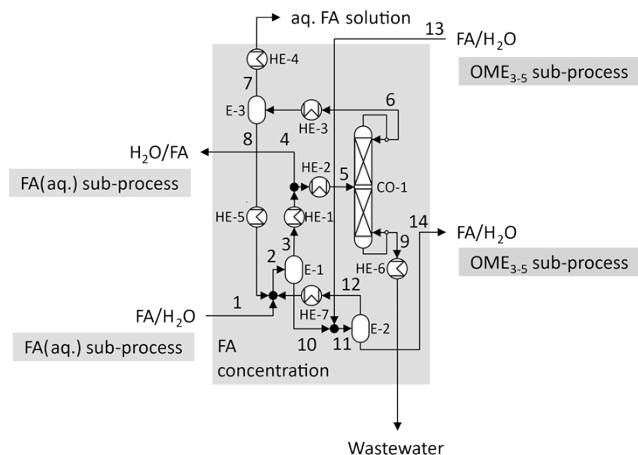 aq. FA solution
13
FA/H₂O
OME₃₋₅ sub-process
HE-4
7
E-3
HE-3
6
8
4
H₂O/FA
FA(aq.) sub-process
HE-2
5
CO-1
HE-5
HE-1
3
2
E-1
9
14
FA/H₂O
OME₃₋₅ sub-process
HE-6
12
1
FA/H₂O
HE-7
E-2
FA(aq.) sub-process
10
11
FA
concentration
Wastewater